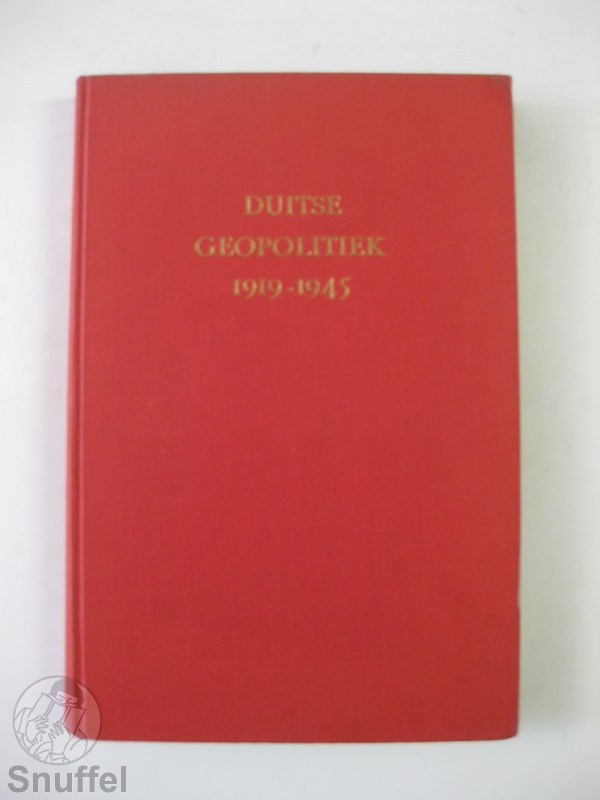 DUITSE
GEOPOLITIEK
1919-1945
Snuffel